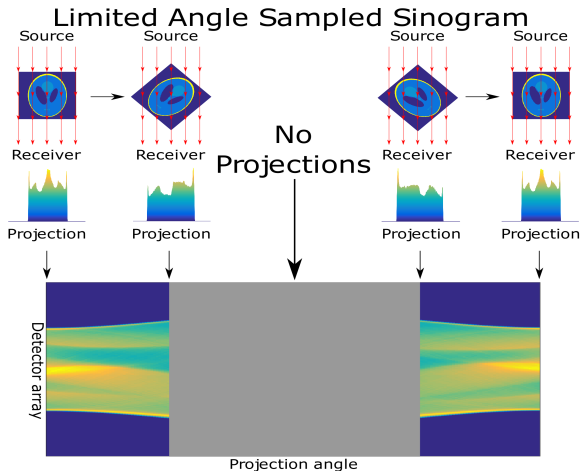 Limited Angle Sampled Sinogram
Source
Source
Source
Source
Receiver
Receiver
Receiver
Receiver
No
Projections
Projection
Projection
Projection
Projection
Detector array
Projection angle